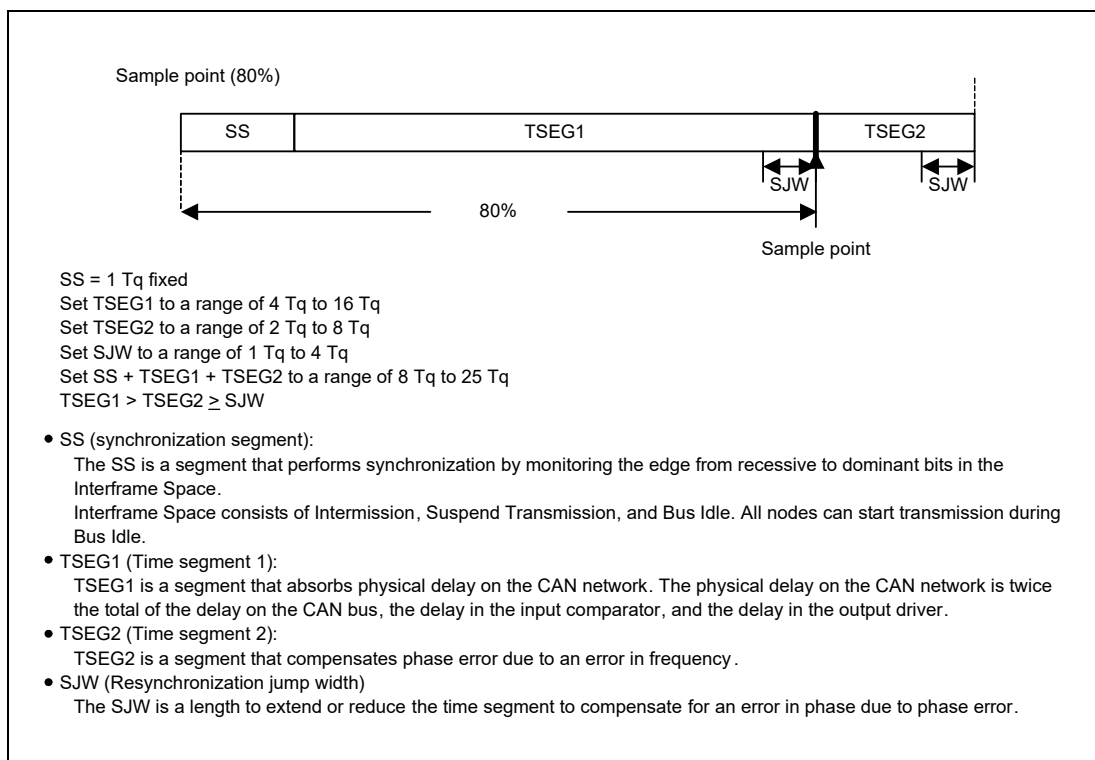 Sample point (80%)
SS TSEG1 TSEG2
SJW SJW
80%
Sample point
SS = 1 Tq fixed
Set TSEG1 to a range of 4 Tq to 16 Tq
Set TSEG2 to a range of 2 Tq to 8 Tq
Set SJW to a range of 1 Tq to 4 Tq
Set SS + TSEG1 + TSEG2 to a range of 8 Tq to 25 Tq
TSEG1 > TSEG2 ≥ SJW
• SS (synchronization segment):
The SS is a segment that performs synchronization by monitoring the edge from recessive to dominant bits in the
Interframe Space.
Interframe Space consists of Intermission, Suspend Transmission, and Bus Idle. All nodes can start transmission during
Bus Idle.
• TSEG1 (Time segment 1):
TSEG1 is a segment that absorbs physical delay on the CAN network. The physical delay on the CAN network is twice
the total of the delay on the CAN bus, the delay in the input comparator, and the delay in the output driver.
• TSEG2 (Time segment 2):
TSEG2 is a segment that compensates phase error due to an error in frequency.
• SJW (Resynchronization jump width)
The SJW is a length to extend or reduce the time segment to compensate for an error in phase due to phase error.